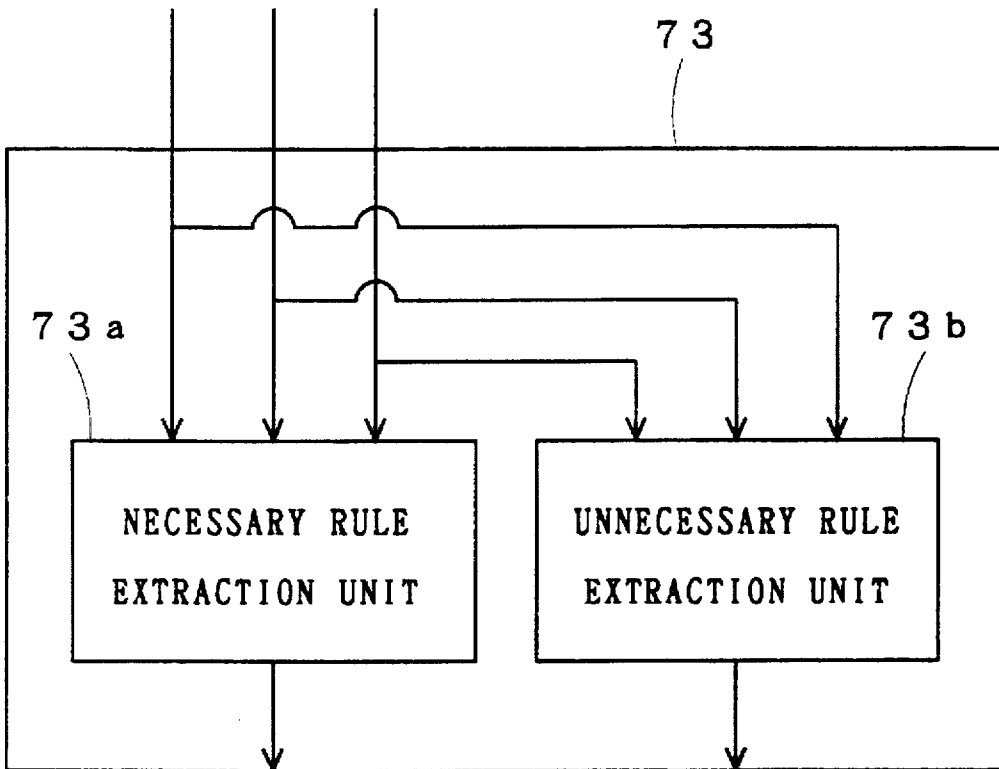 73
73a
73b
NECESSARY RULE
EXTRACTION UNIT
UNNECESSARY RULE
EXTRACTION UNIT